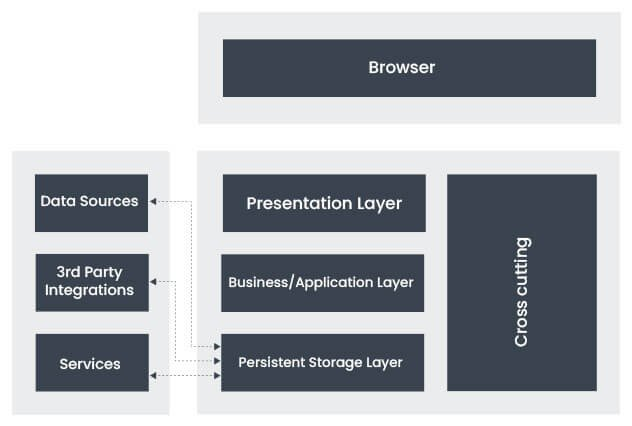 Browser
Data Sources
3rd Party
Integrations
Services
Presentation Layer
Business/Application Layer
Persistent Storage Layer
Cross cutting